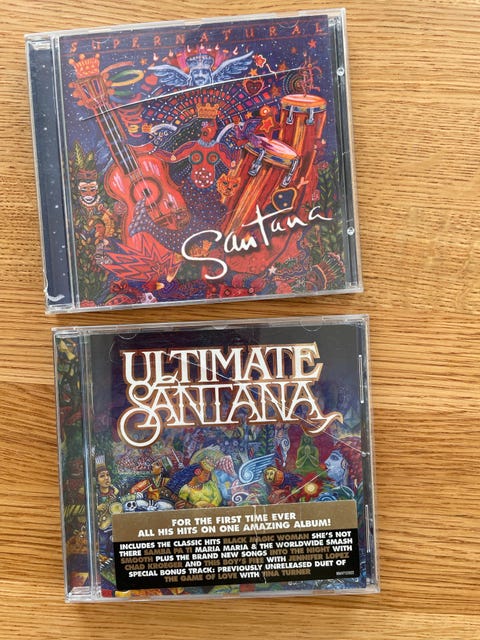 SUPERNATURAL
Santana
ULTIMATE
SANTANA
FOR THE FIRST TIME EVER
ALL HIS HITS ON ONE AMAZING ALBUM!
INCLUDES THE CLASSIC HITS BLACK MAGIC WOMAN SHE'S NOT
THERE SAMBA PA TI MARIA MARIA & THE WORLDWIDE SMASH
SMOOTH PLUS THE BRAND NEW SONGS INTO THE NIGHT WITH
CHAD KROEGER AND THIS BOY'S FIRE WITH JENNIFER LOPEZ
SPECIAL BONUS TRACK: PREVIOUSLY UNRELEASED DUET OF
THE GAME OF LOVE WITH TINA TURNER